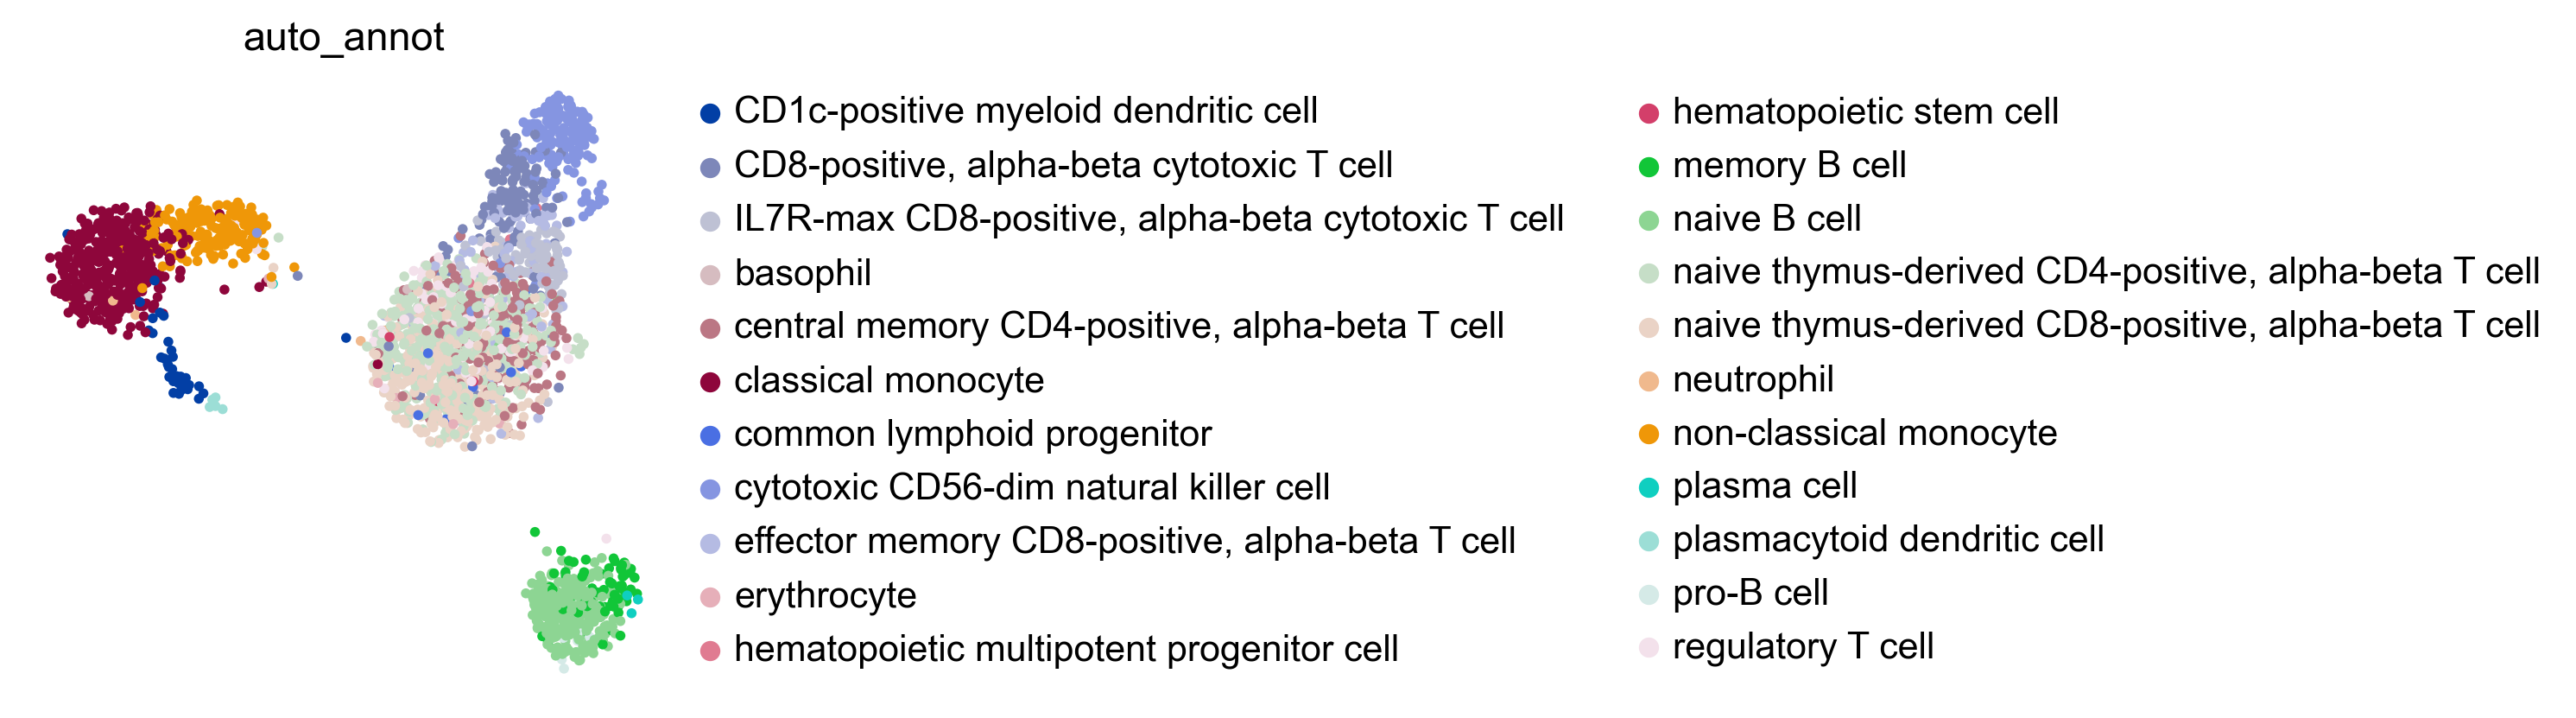 auto_annot
CD1c-positive myeloid dendritic cell
CD8-positive, alpha-beta cytotoxic T cell
IL7R-max CD8-positive, alpha-beta cytotoxic T cell
basophil
central memory CD4-positive, alpha-beta T cell
classical monocyte
common lymphoid progenitor
cytotoxic CD56-dim natural killer cell
effector memory CD8-positive, alpha-beta T cell
erythrocyte
hematopoietic multipotent progenitor cell
hematopoietic stem cell
memory B cell
naive B cell
naive thymus-derived CD4-positive, alpha-beta T cell
naive thymus-derived CD8-positive, alpha-beta T cell
neutrophil
non-classical monocyte
plasma cell
plasmacytoid dendritic cell
pro-B cell
regulatory T cell